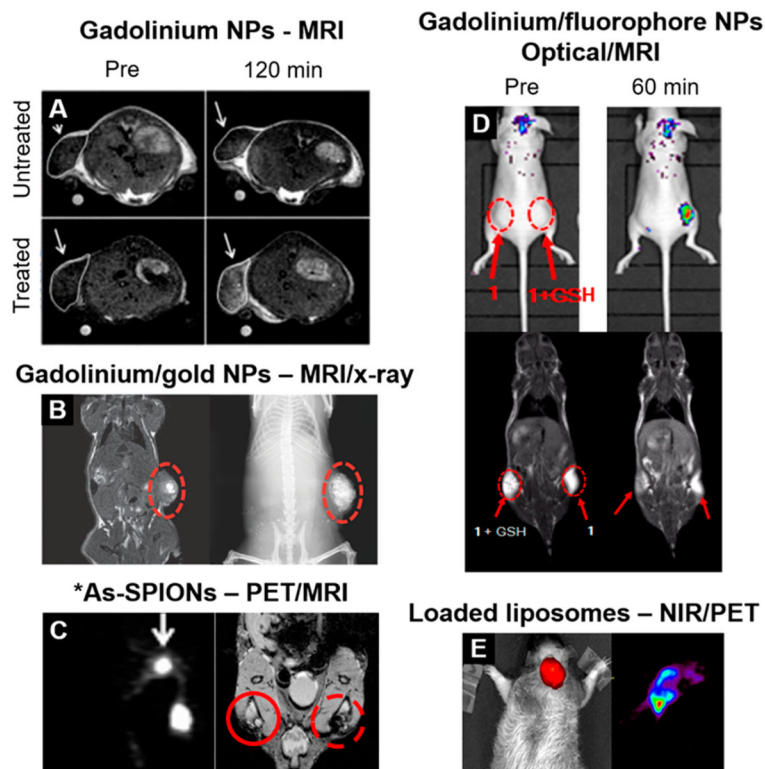 Gadolinium NPs - MRI
Pre
120 min
A
Untreated
Treated
Gadolinium/gold NPs – MRI/x-ray
B
*As-SPIONs – PET/MRI
C
Gadolinium/fluorophore NPs
Optical/MRI
Pre
60 min
D
1
1+GSH
1 + GSH
1
Loaded liposomes – NIR/PET
E